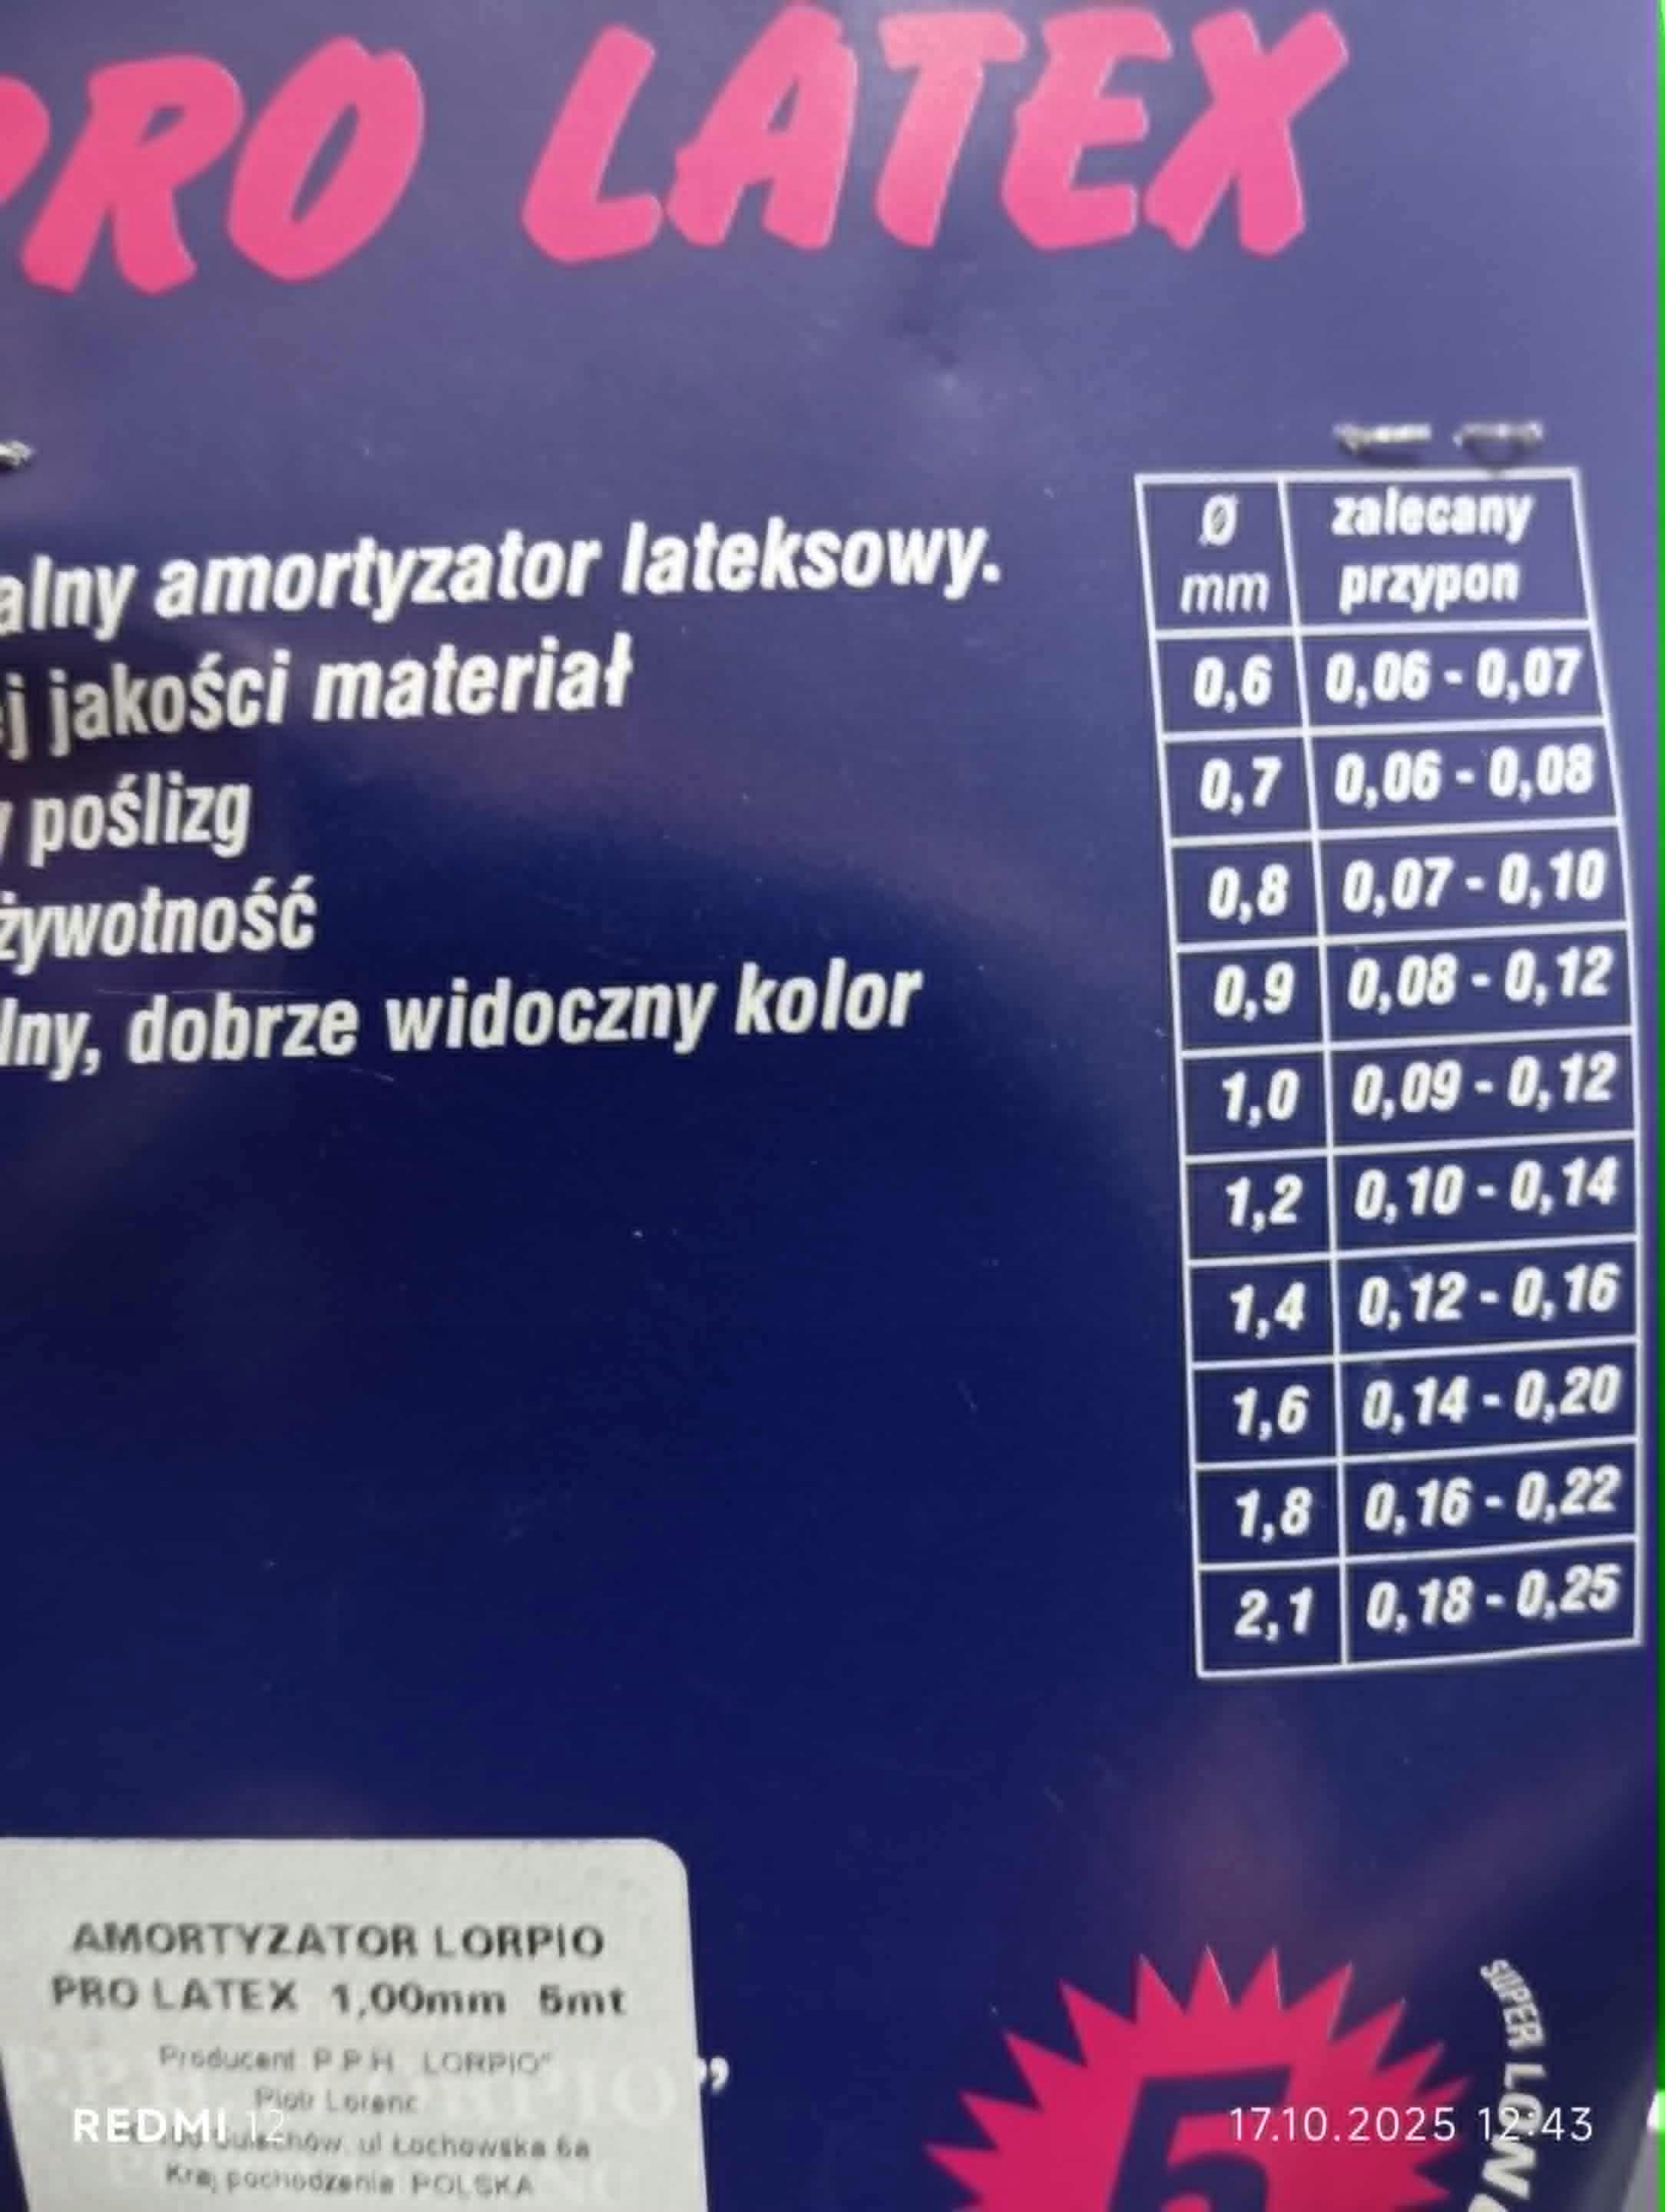 PRO LATEX
alny amortyzator lateksowy.
j jakości materiał
poślizg
żywotność
lny, dobrze widoczny kolor
Ø mm zalecany przypon
0,6 0,06 - 0,07
0,7 0,06 - 0,08
0,8 0,07 - 0,10
0,9 0,08 - 0,12
1,0 0,09 - 0,12
1,2 0,10 - 0,14
1,4 0,12 - 0,16
1,6 0,14 - 0,20
1,8 0,16 - 0,22
2,1 0,18 - 0,25
AMORTYZATOR LORPIO
PRO LATEX 1,00mm 5mt
Producent P.P.H. „LORPIO"
Piotr Lorenc
ul Łochowska 6a
Kraj pochodzenia POLSKA
5
SUPER LONG
REDMI 12
17.10.2025 12:43